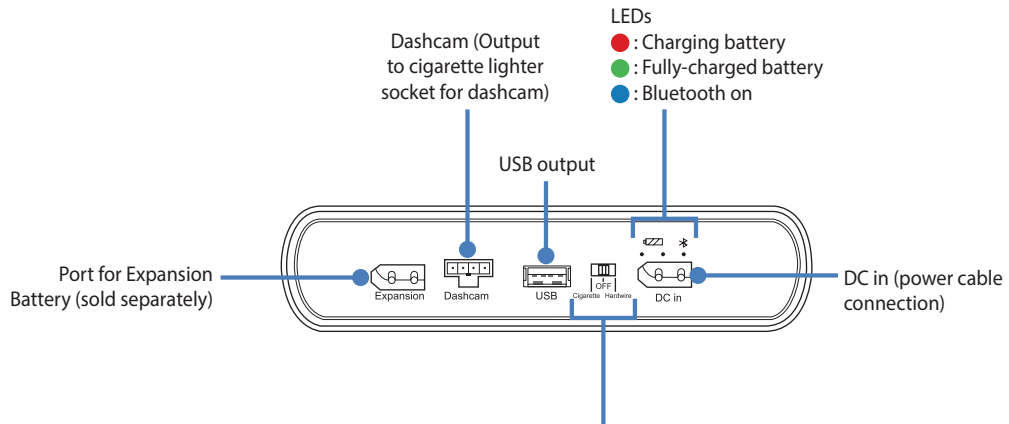 LEDs
: Charging battery
: Fully-charged battery
: Bluetooth on
Dashcam (Output
to cigarette lighter
socket for dashcam)
USB output
Port for Expansion
Battery (sold separately)
Expansion
Dashcam
USB
OFF
Cigarette Hardwire
DC in
DC in (power cable
connection)